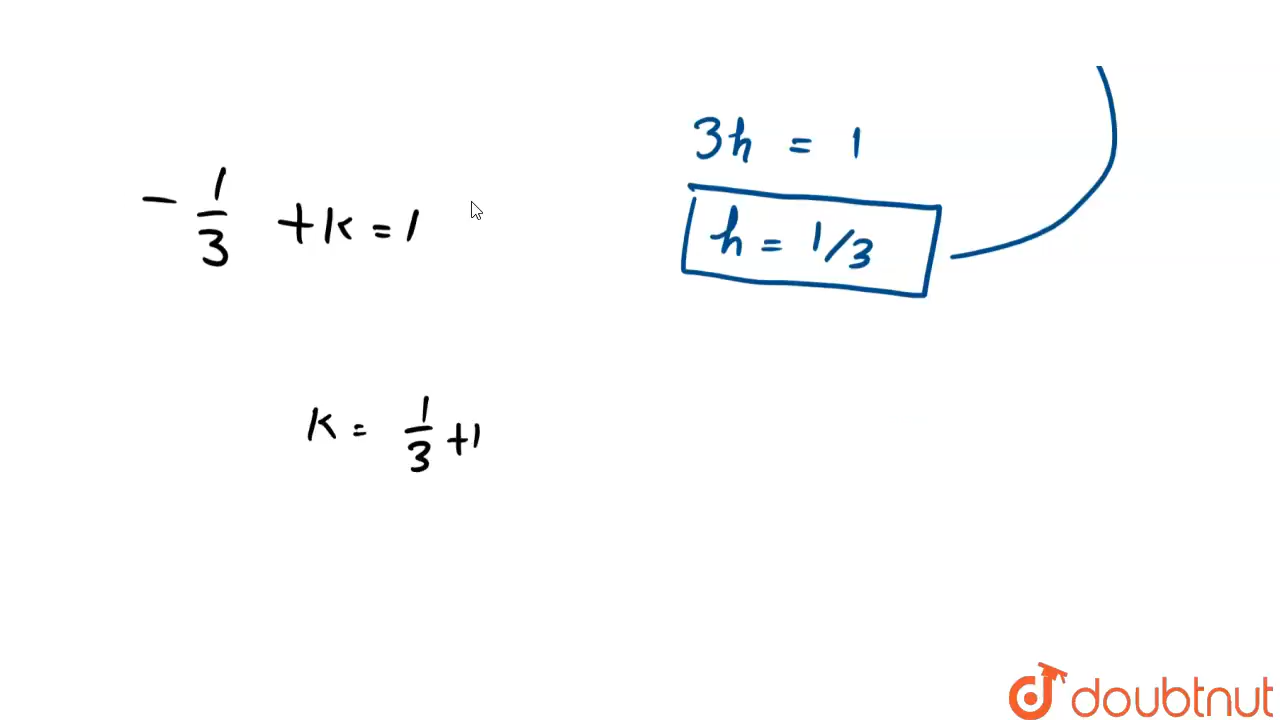 3h = 1
h = 1/3
- 1/3 + k = 1
k = 1/3 + 1
doubtnut